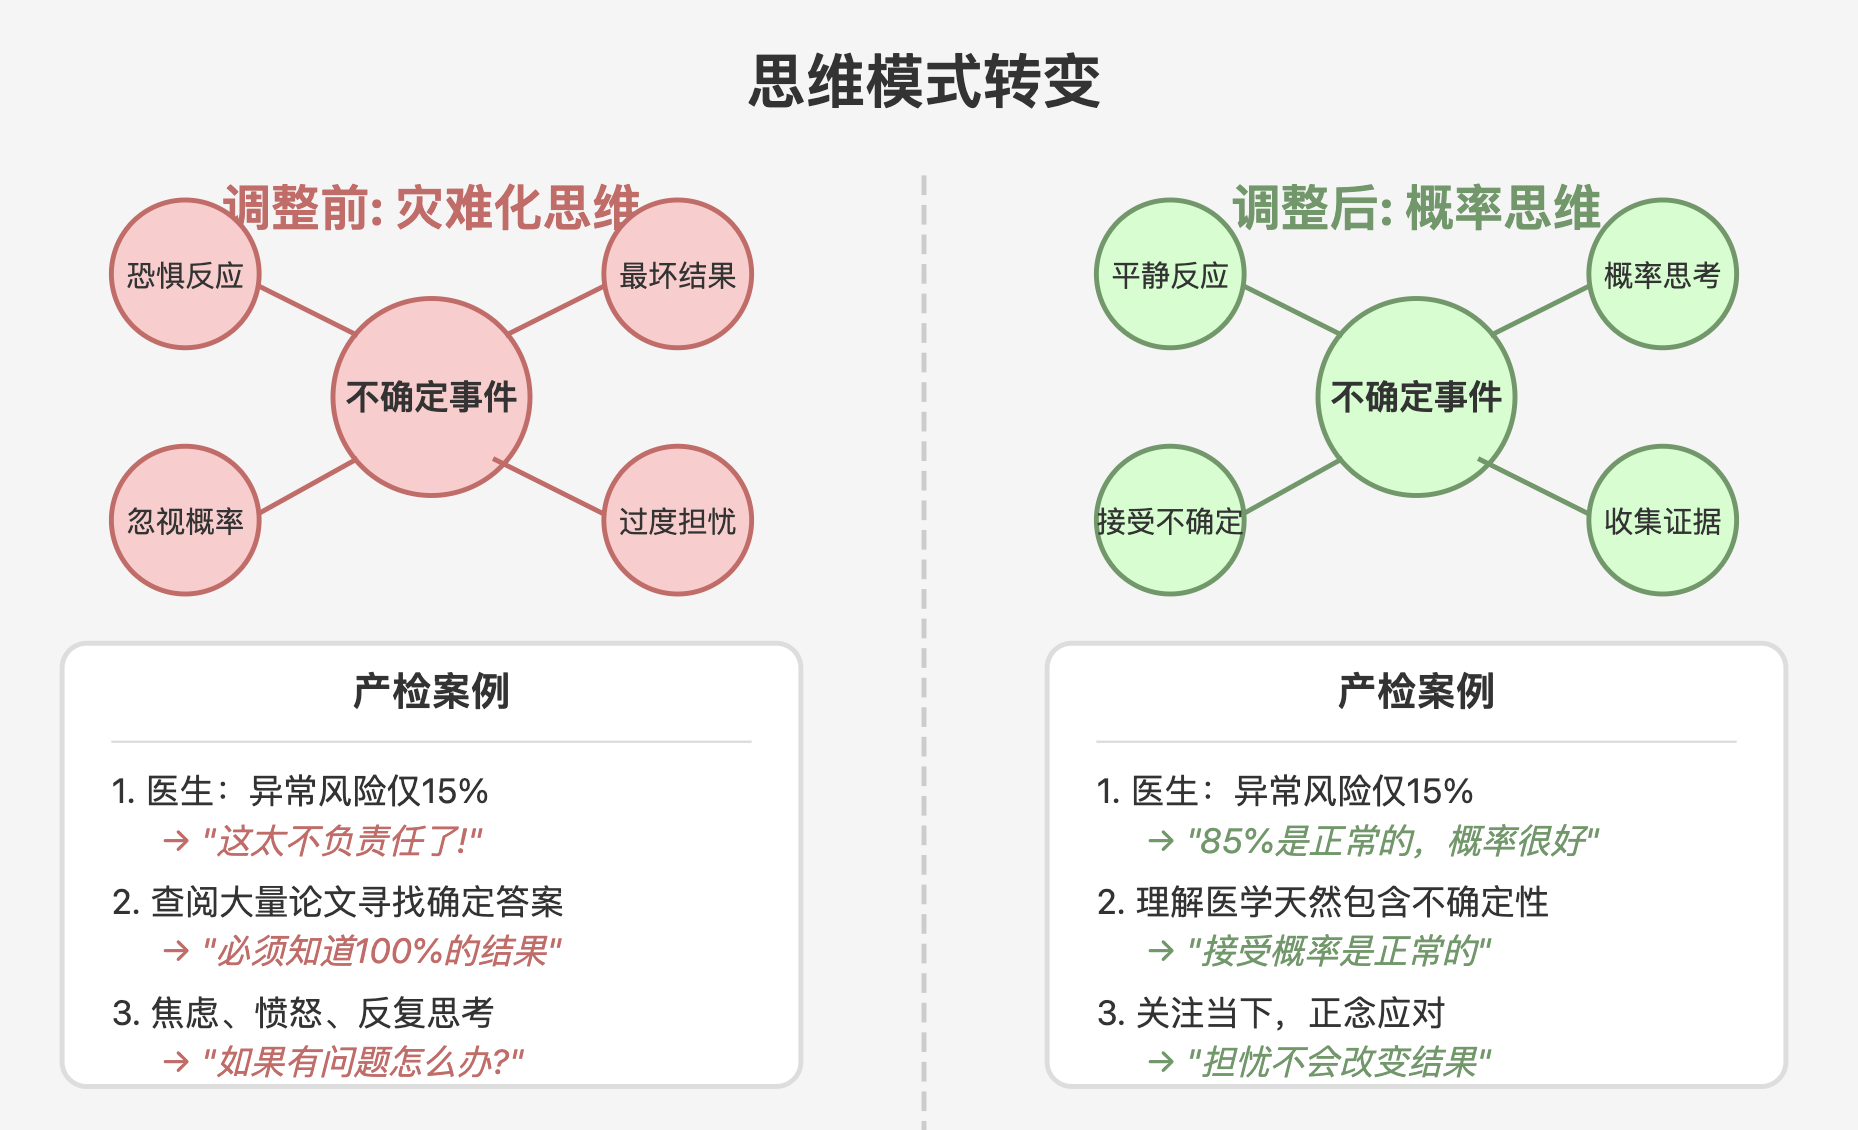 思维模式转变
调整前: 灾难化思维
恐惧反应
最坏结果
不确定事件
忽视概率
过度担忧
产检案例
1. 医生：异常风险仅15%
→ "这太不负责任了!"
2. 查阅大量论文寻找确定答案
→ "必须知道100%的结果"
3. 焦虑、愤怒、反复思考
→ "如果有问题怎么办?"
调整后: 概率思维
平静反应
概率思考
不确定事件
接受不确定
收集证据
产检案例
1. 医生：异常风险仅15%
→ "85%是正常的，概率很好"
2. 理解医学天然包含不确定性
→ "接受概率是正常的"
3. 关注当下，正念应对
→ "担忧不会改变结果"